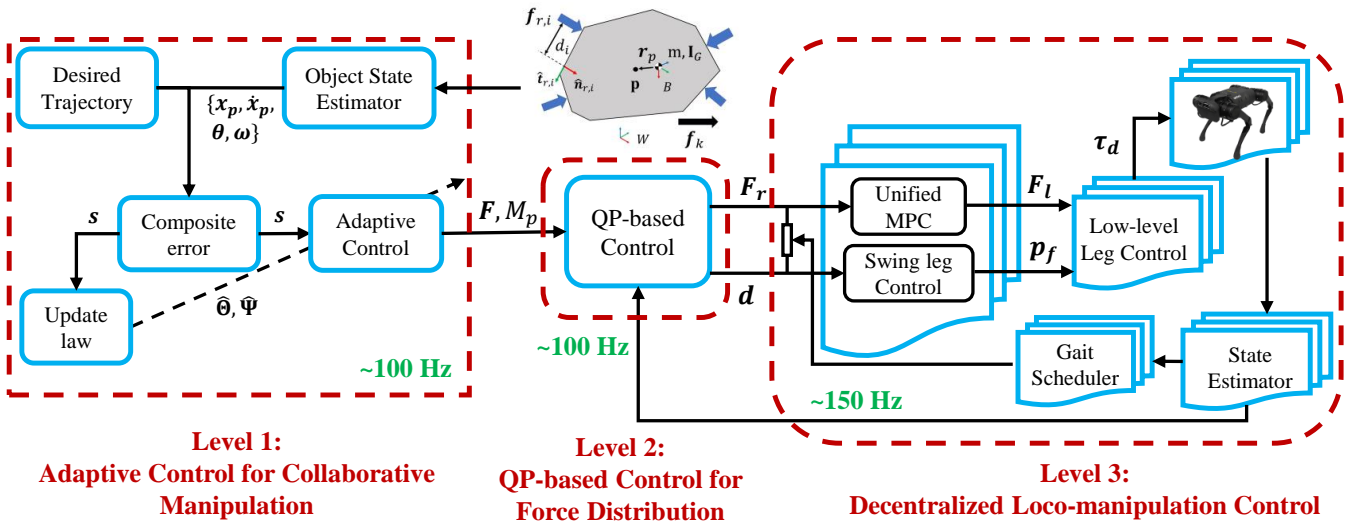 Desired
Trajectory
Object State
Estimator
{x_p, ẋ_p,
θ, ω}
s
Composite
error
s
Adaptive
Control
Update
law
Θ̂, Ψ̂
~100 Hz
Level 1:
Adaptive Control for Collaborative
Manipulation
f_{r,i}
d_i
t̂_{r,i}
n̂_{r,i}
r_p
m, I_G
p
B
W
f_k
F, M_p
QP-based
Control
F_r
d
~100 Hz
Level 2:
QP-based Control for
Force Distribution
Unified
MPC
Swing leg
Control
F_l
p_f
τ_d
Low-level
Leg Control
Gait
Scheduler
State
Estimator
~150 Hz
Level 3:
Decentralized Loco-manipulation Control